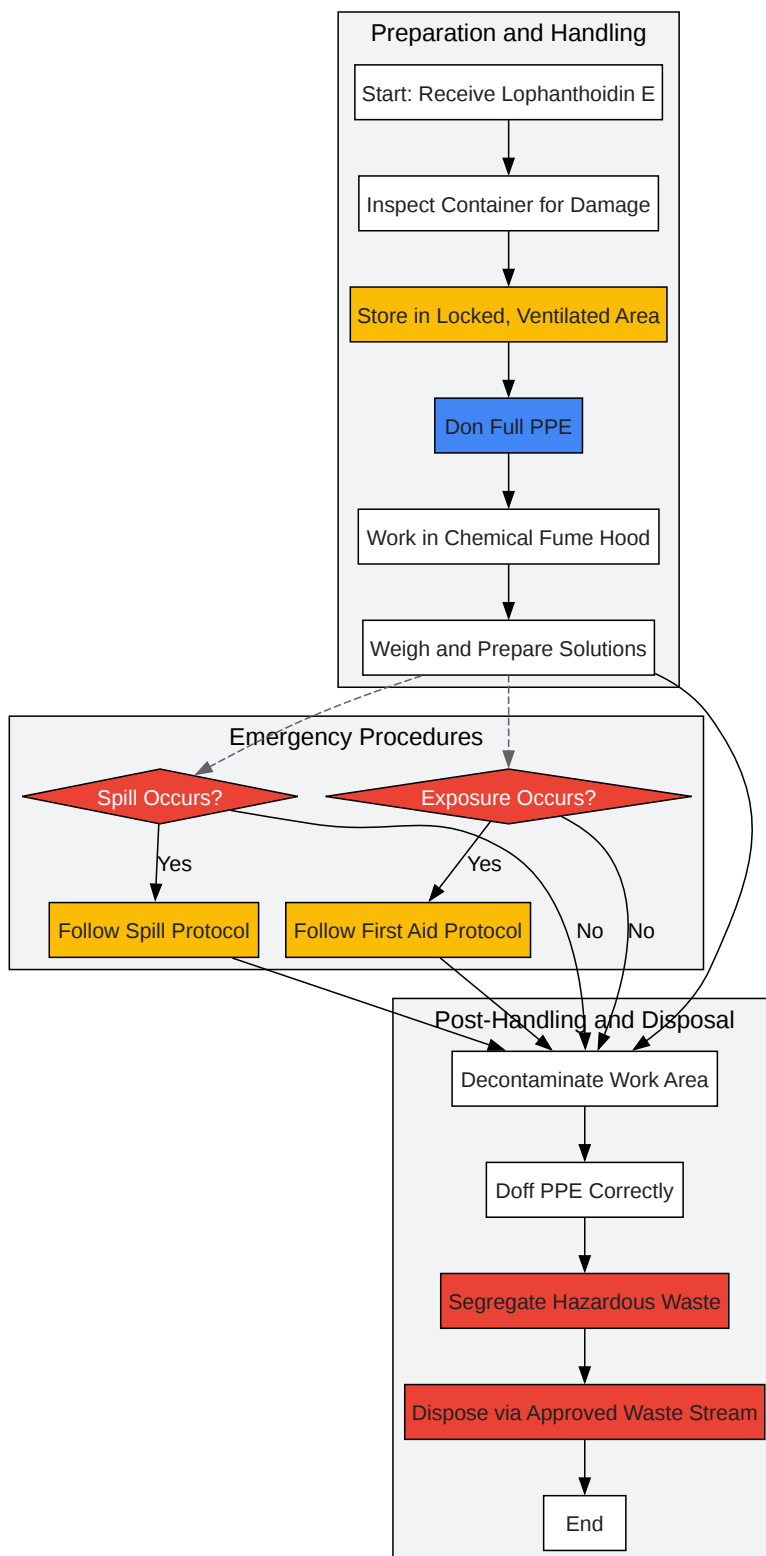 Preparation and Handling
Start: Receive Lophanthoidin E
Inspect Container for Damage
Store in Locked, Ventilated Area
Don Full PPE
Work in Chemical Fume Hood
Weigh and Prepare Solutions
Emergency Procedures
Spill Occurs?
Exposure Occurs?
Yes
Yes
Follow Spill Protocol
Follow First Aid Protocol
No
No
Post-Handling and Disposal
Decontaminate Work Area
Doff PPE Correctly
Segregate Hazardous Waste
Dispose via Approved Waste Stream
End